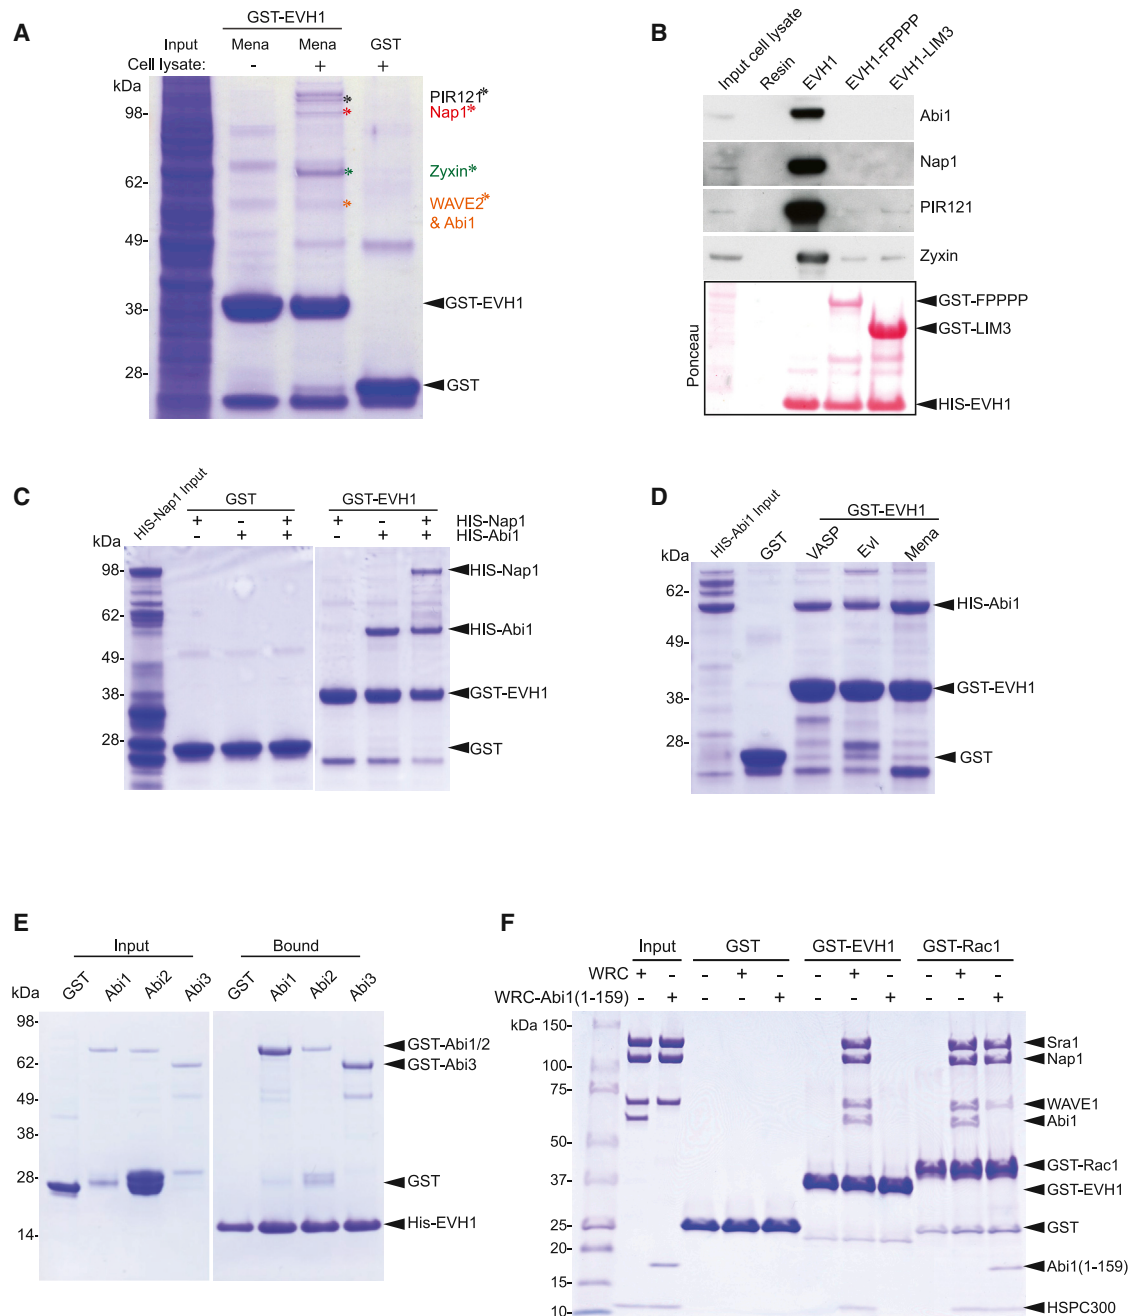 A
GST-EVH1
Input Mena Mena GST
Cell lysate: - + +
kDa
98-
62-
49-
38-
28-
PIR121*
Nap1*
Zyxin*
WAVE2*
& Abi1
GST-EVH1
GST
*
*
*
*
B
Input cell lysate
Resin
EVH1
EVH1-FPPPP
EVH1-LIM3
Abi1
Nap1
PIR121
Zyxin
Ponceau
GST-FPPPP
GST-LIM3
HIS-EVH1
C
HIS-Nap1 Input
GST
GST-EVH1
+ - + + - + HIS-Nap1
- + + - + + HIS-Abi1
kDa
98-
62-
49-
38-
28-
HIS-Nap1
HIS-Abi1
GST-EVH1
GST
D
HIS-Abi1 Input
GST
GST-EVH1
VASP
Evl
Mena
kDa
62-
49-
38-
28-
HIS-Abi1
GST-EVH1
GST
E
Input
Bound
GST
Abi1
Abi2
Abi3
GST
Abi1
Abi2
Abi3
kDa
98-
62-
49-
38-
28-
14-
GST-Abi1/2
GST-Abi3
GST
His-EVH1
F
Input GST GST-EVH1 GST-Rac1
WRC + - - + - - + - - + -
WRC-Abi1(1-159) - + - - + - - + - - +
kDa 150-
100-
75-
50-
37-
25-
20-
15-
10-
Sra1
Nap1
WAVE1
Abi1
GST-Rac1
GST-EVH1
GST
Abi1(1-159)
HSPC300